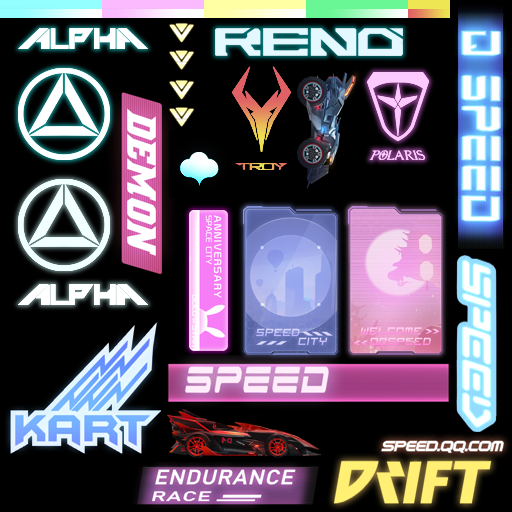 ALPHA
RENO
Q SPEED
DEMON
TROY
POLARIS
ALPHA
ANNIVERSARY
SPACE CITY
SPEED
CITY
WELCOME
QQSPEED
SPEED
SPEED
KART
SPEED.QQ.COM
DRIFT
ENDURANCE
RACE